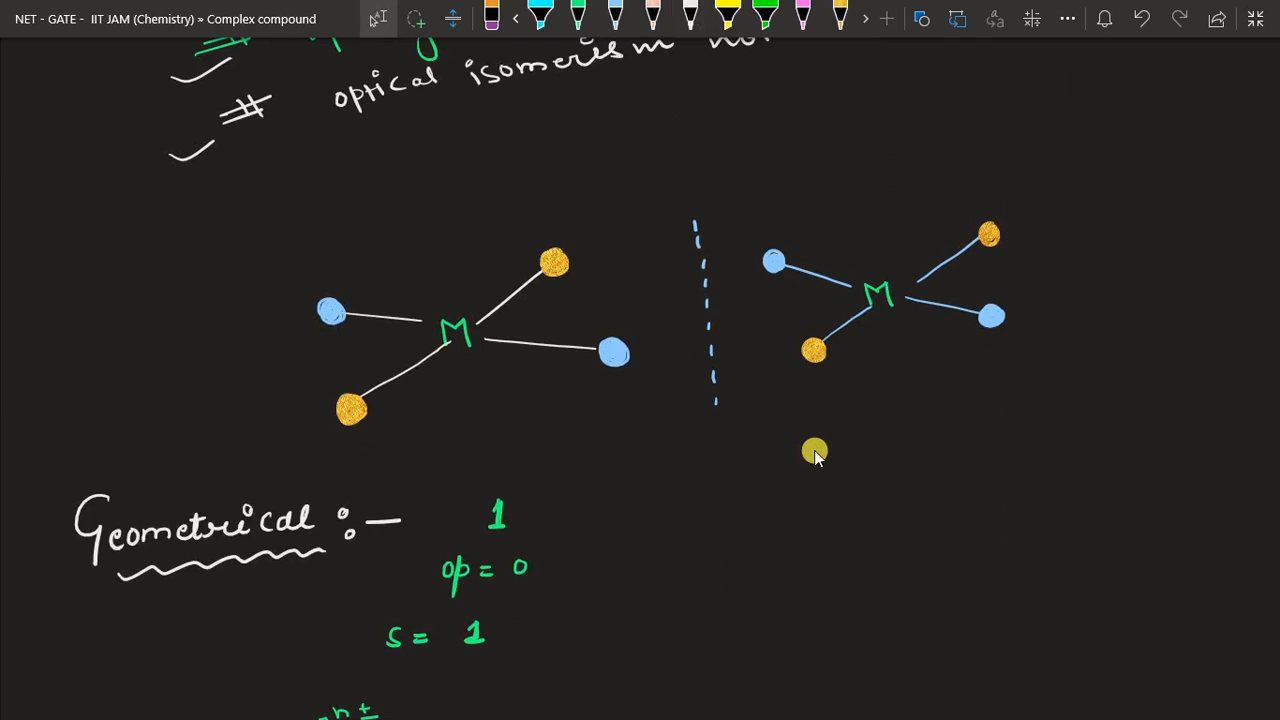 NET - GATE - IIT JAM (Chemistry) » Complex compound
# optical isomerism
M
M
Geometrical :- 1
op = 0
s = 1
n±